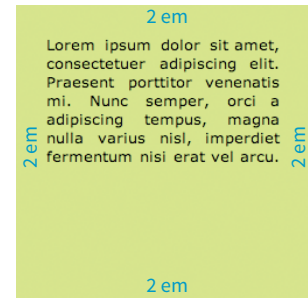 2 em
Lorem ipsum dolor sit amet,
consectetuer adipiscing elit.
Praesent porttitor venenatis
mi. Nunc semper, orci a
adipiscing tempus, magna
nulla varius nisl, imperdiet
fermentum nisi erat vel arcu.
2 em
2 em
2 em